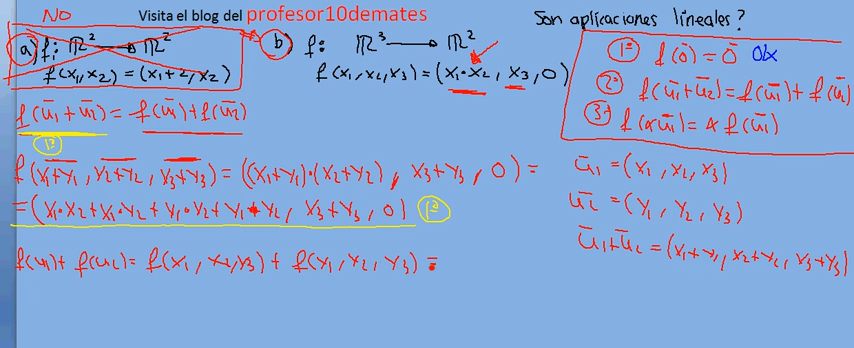 NO Visita el blog del profesor10demates Son aplicaciones lineales?
a) f: ℝ² → ℝ² b) f: ℝ³ → ℝ²
f(x₁,x₂) = (x₁+2, x₂) f(x₁,x₂,x₃) = (x₁·x₂, x₃, 0)
1º f(0̄) = 0̄ Ok
2º f(ū₁+ū₂) = f(ū₁)+f(ū₂)
3º f(αū₁) = α f(ū₁)
f(ū₁+ū₂) = f(ū₁)+f(ū₂)
1º
f(x₁+y₁, x₂+y₂, x₃+y₃) = ((x₁+y₁)·(x₂+y₂), x₃+y₃, 0) =
= (x₁·x₂+x₁·y₂+y₁·y₂+y₁·y₂, x₃+y₃, 0) 1º
f(u₁)+f(u₂) = f(x₁, x₂, x₃) + f(y₁, y₂, y₃) =
ū₁ = (x₁, x₂, x₃)
ū₂ = (y₁, y₂, y₃)
ū₁+ū₂ = (x₁+y₁, x₂+y₂, x₃+y₃)